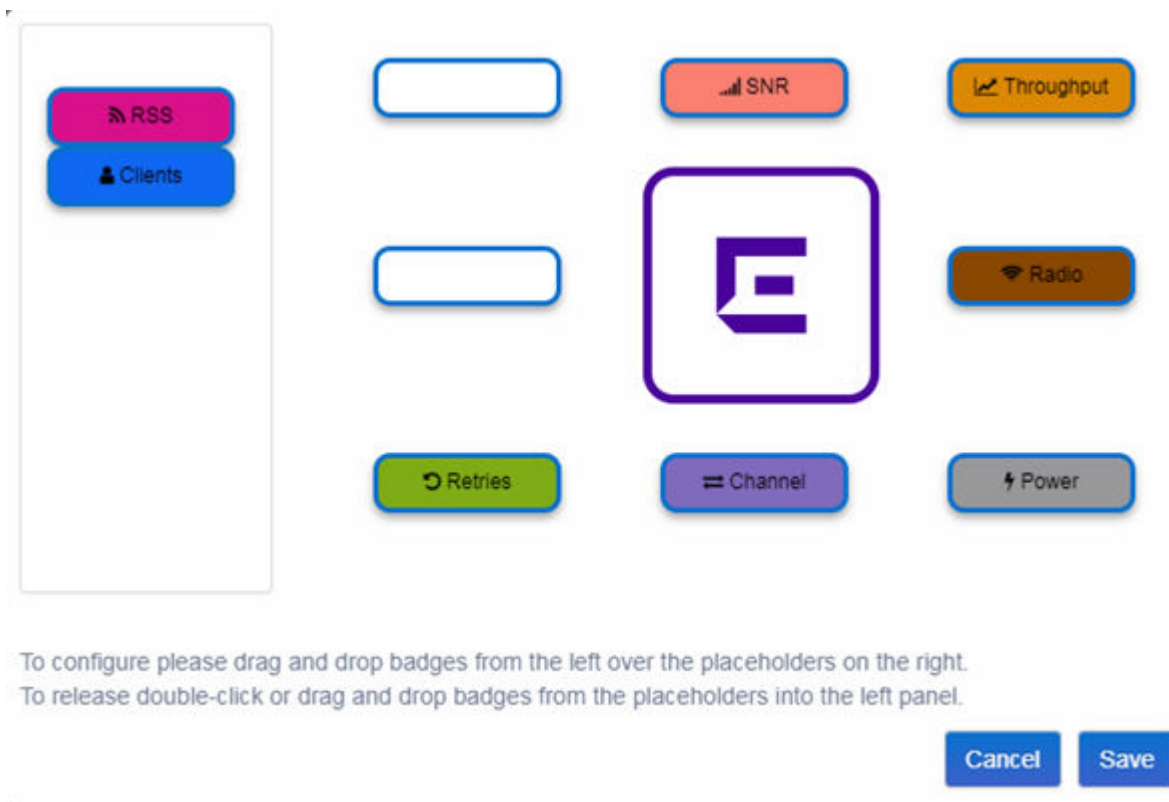 RSS
Clients
SNR
Throughput
Radio
Retries
Channel
Power
To configure please drag and drop badges from the left over the placeholders on the right.
To release double-click or drag and drop badges from the placeholders into the left panel.
Cancel
Save